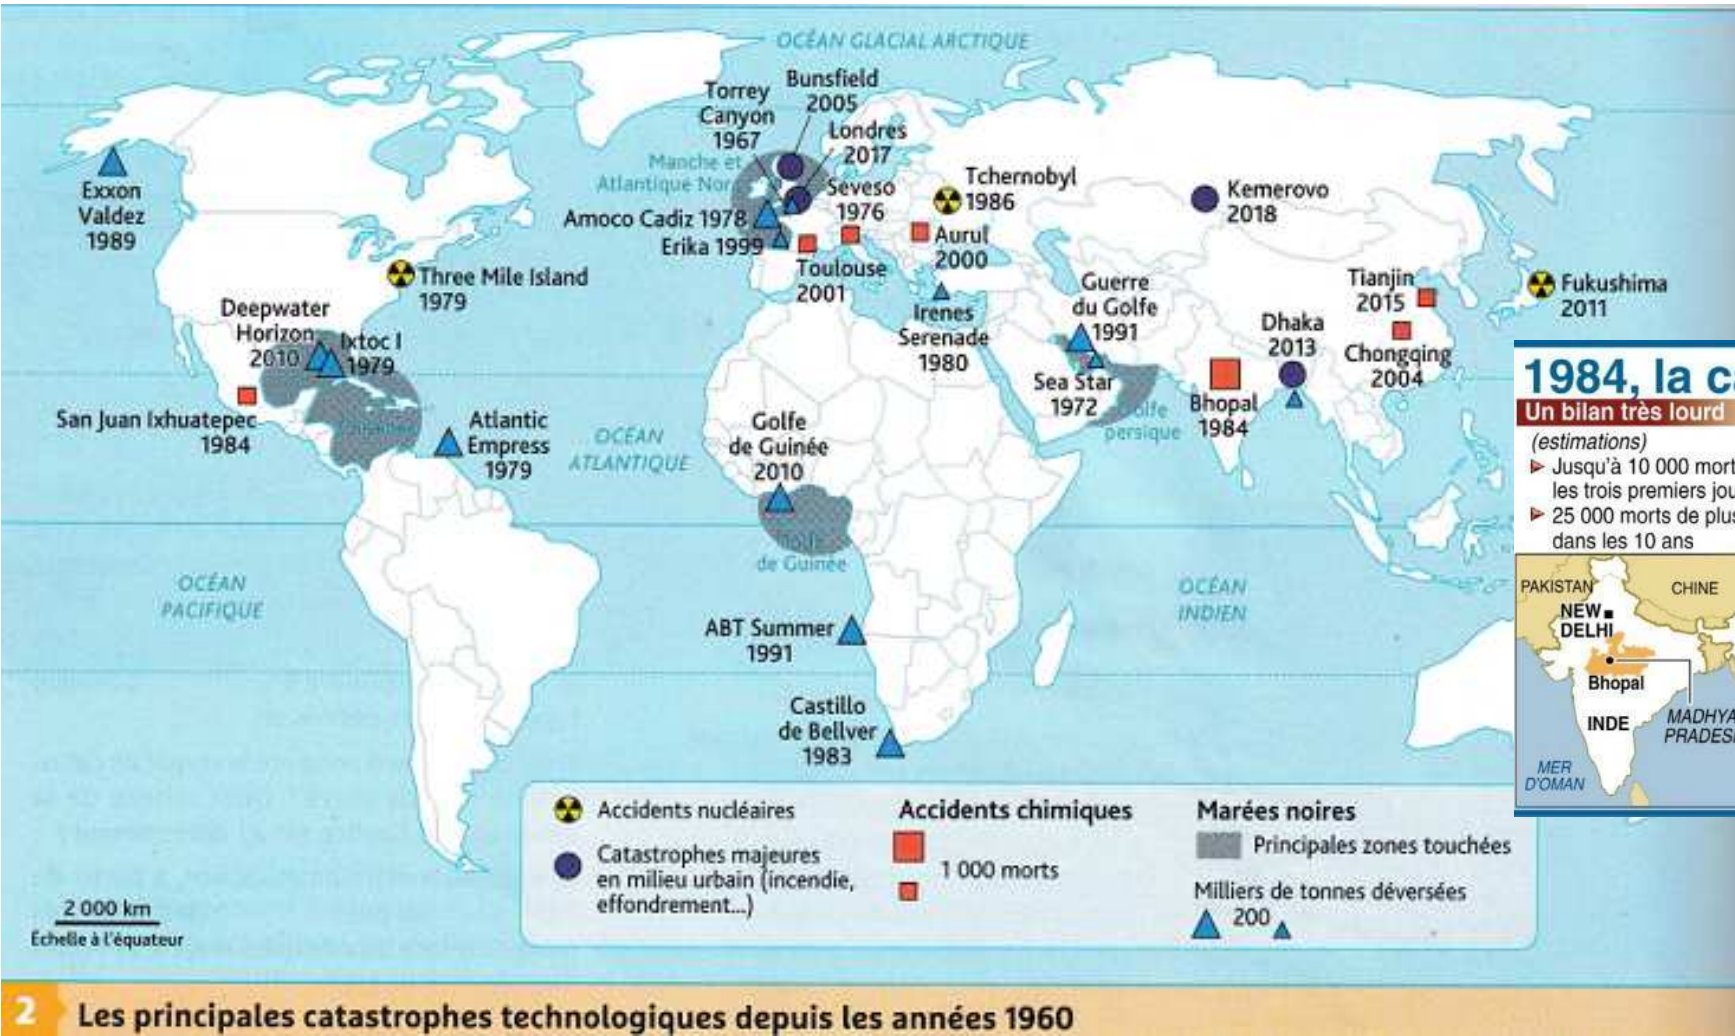 OCÉAN GLACIAL ARCTIQUE
Torrey
Canyon
1967
Bunsfield
2005
Londres
2017
Manche et
Atlantique Nord
Exxon
Valdez
1989
Amoco Cadiz 1978
Erika 1999
Seveso
1976
Tchernobyl
1986
Kemerovo
2018
Aurul
2000
Toulouse
2001
Three Mile Island
1979
Deepwater
Horizon
2010
Ixtoc I
1979
Irenes
Serenade
1980
Guerre
du Golfe
1991
Tianjin
2015
Fukushima
2011
Dhaka
2013
Chongqing
2004
Sea Star
1972
Golfe
persique
Bhopal
1984
San Juan Ixhuatepec
1984
Atlantic
Empress
1979
OCÉAN
ATLANTIQUE
Golfe
de Guinée
2010
de Guinée
OCÉAN
PACIFIQUE
OCÉAN
INDIEN
ABT Summer
1991
Castillo
de Bellver
1983
1984, la c
Un bilan très lourd
(estimations)
Jusqu'à 10 000 mort
les trois premiers jou
25 000 morts de plus
dans les 10 ans
PAKISTAN
CHINE
NEW
DELHI
Bhopal
INDE
MADHYA
PRADES
MER
D'OMAN
Accidents nucléaires
Catastrophes majeures
en milieu urbain (incendie,
effondrement...)
Accidents chimiques
1 000 morts
Marées noires
Principales zones touchées
Milliers de tonnes déversées
200
2 000 km
Échelle à l'équateur
2 Les principales catastrophes technologiques depuis les années 1960